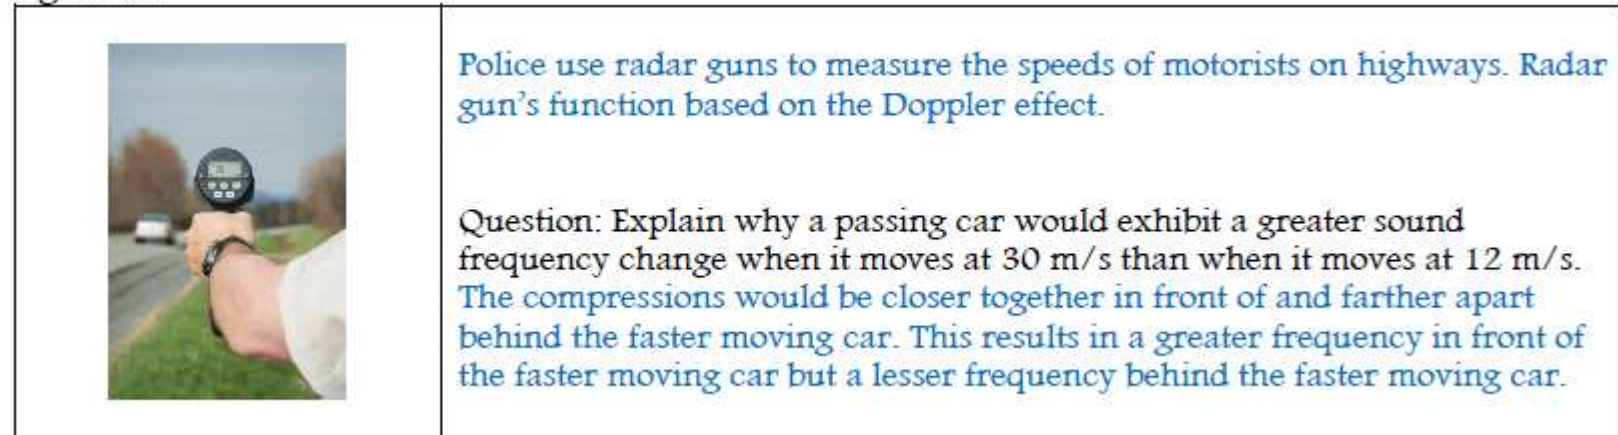 Police use radar guns to measure the speeds of motorists on highways. Radar
gun's function based on the Doppler effect.
Question: Explain why a passing car would exhibit a greater sound
frequency change when it moves at 30 m/s than when it moves at 12 m/s.
The compressions would be closer together in front of and farther apart
behind the faster moving car. This results in a greater frequency in front of
the faster moving car but a lesser frequency behind the faster moving car.